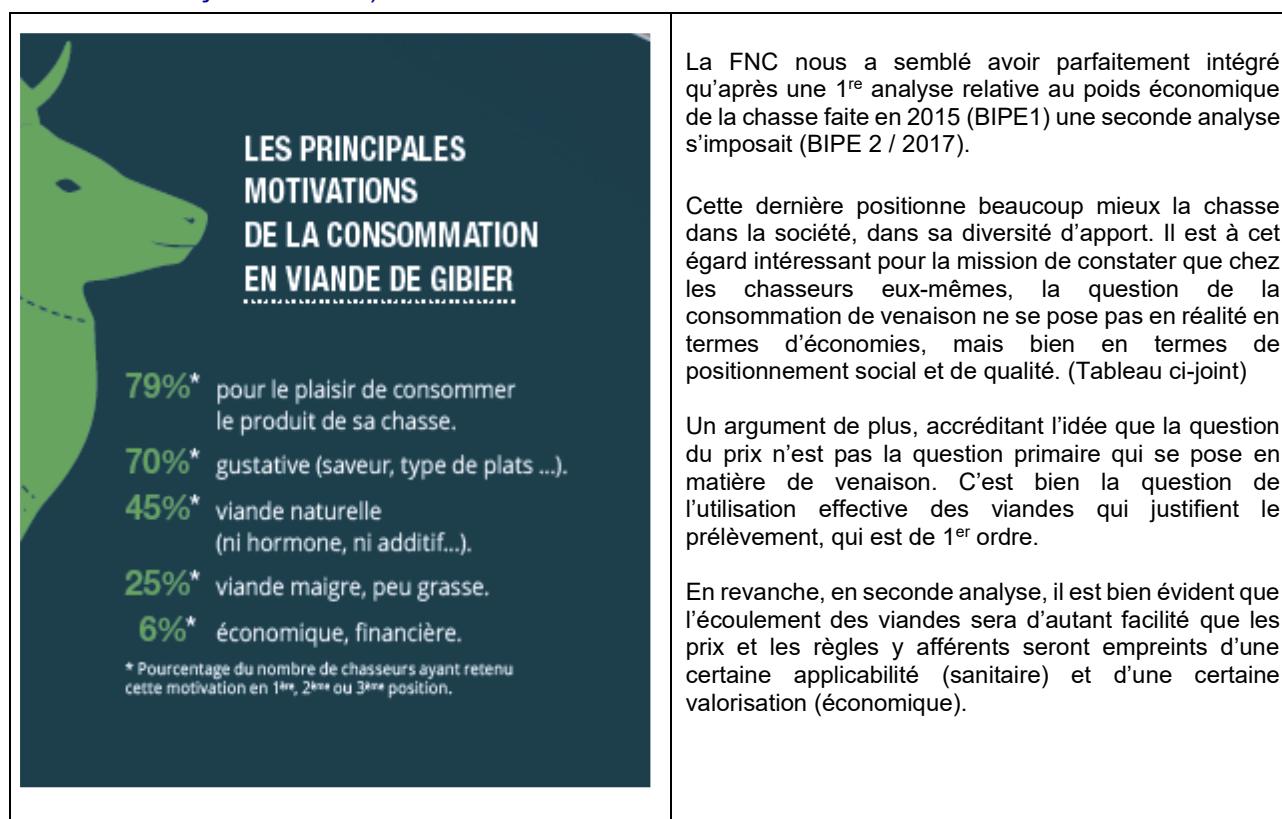 LES PRINCIPALES
MOTIVATIONS
DE LA CONSOMMATION
EN VIANDE DE GIBIER
79%* pour le plaisir de consommer
le produit de sa chasse.
70%* gustative (saveur, type de plats ...).
45%* viande naturelle
(ni hormone, ni additif...).
25%* viande maigre, peu grasse.
6%* économique, financière.
* Pourcentage du nombre de chasseurs ayant retenu
cette motivation en 1ère, 2ème ou 3ème position.
La FNC nous a semblé avoir parfaitement intégré
qu’après une 1re analyse relative au poids économique
de la chasse faite en 2015 (BIPE1) une seconde analyse
s’imposait (BIPE 2 / 2017).
Cette dernière positionne beaucoup mieux la chasse
dans la société, dans sa diversité d’apport. Il est à cet
égard intéressant pour la mission de constater que chez
les chasseurs eux-mêmes, la question de la
consommation de venaison ne se pose pas en réalité en
termes d’économies, mais bien en termes de
positionnement social et de qualité. (Tableau ci-joint)
Un argument de plus, accréditant l’idée que la question
du prix n’est pas la question primaire qui se pose en
matière de venaison. C’est bien la question de
l’utilisation effective des viandes qui justifient le
prélèvement, qui est de 1er ordre.
En revanche, en seconde analyse, il est bien évident que
l’écoulement des viandes sera d’autant facilité que les
prix et les règles y afférents seront empreints d’une
certaine applicabilité (sanitaire) et d’une certaine
valorisation (économique).